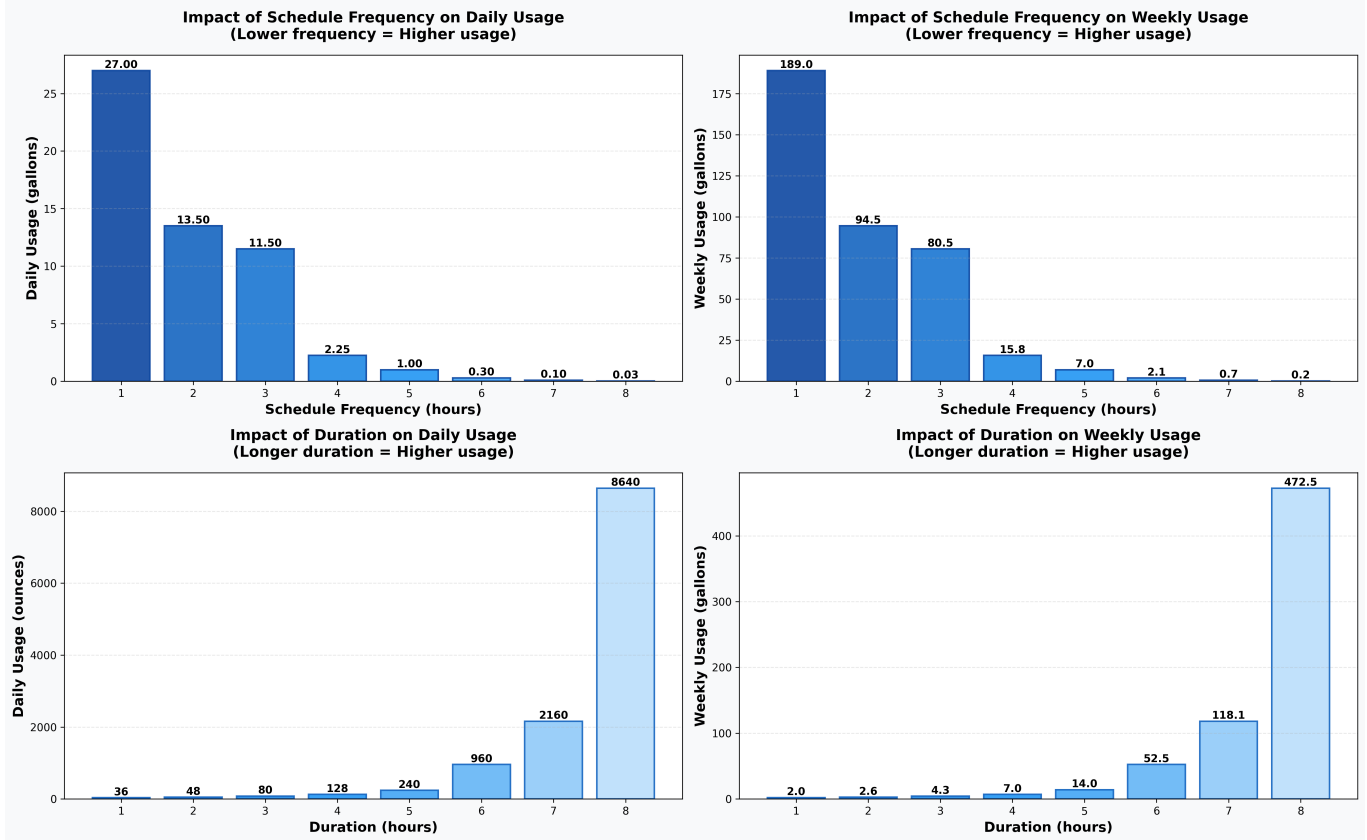 Impact of Schedule Frequency on Daily Usage
(Lower frequency = Higher usage)
27.00
13.50
11.50
2.25
1.00
0.30
0.10
0.03
25
20
15
10
5
0
1 2 3 4 5 6 7 8
Daily Usage (gallons)
Schedule Frequency (hours)
Impact of Schedule Frequency on Weekly Usage
(Lower frequency = Higher usage)
189.0
94.5
80.5
15.8
7.0
2.1
0.7
0.2
175
150
125
100
75
50
25
0
1 2 3 4 5 6 7 8
Weekly Usage (gallons)
Schedule Frequency (hours)
Impact of Duration on Daily Usage
(Longer duration = Higher usage)
36
48
80
128
240
960
2160
8640
8000
6000
4000
2000
0
1 2 3 4 5 6 7 8
Daily Usage (ounces)
Duration (hours)
Impact of Duration on Weekly Usage
(Longer duration = Higher usage)
2.0
2.6
4.3
7.0
14.0
52.5
118.1
472.5
400
300
200
100
0
1 2 3 4 5 6 7 8
Weekly Usage (gallons)
Duration (hours)